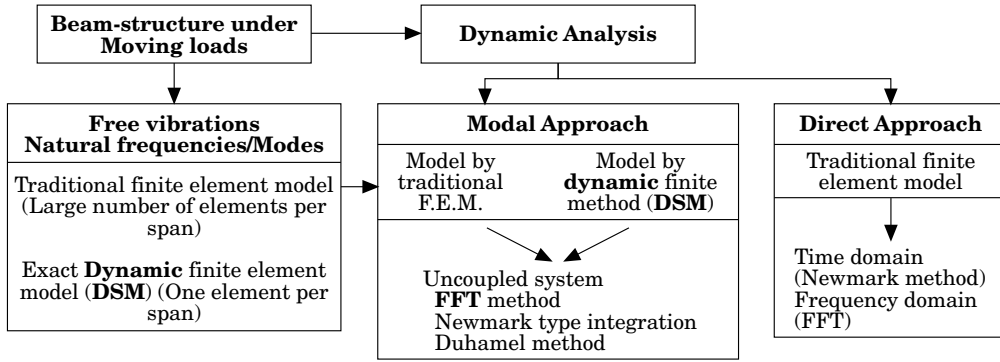 Beam-structure under
Moving loads
Dynamic Analysis
Free vibrations
Natural frequencies/Modes
Traditional finite element model
(Large number of elements per
span)
Exact Dynamic finite element
model (DSM) (One element per
span)
Modal Approach
Model by
traditional
F.E.M.
Model by
dynamic finite
method (DSM)
Uncoupled system
FFT method
Newmark type integration
Duhamel method
Direct Approach
Traditional finite
element model
Time domain
(Newmark method)
Frequency domain
(FFT)